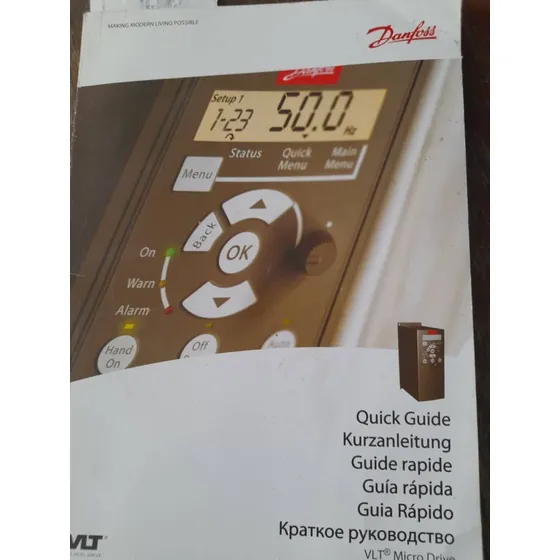 MAKING MODERN LIVING POSSIBLE
Danfoss
Danfoss
Setup 1
1-23 50.0 Hz
Status Quick Menu Main Menu
Menu
Back
OK
On
Warn
Alarm
Hand On
Off
Auto
Quick Guide
Kurzanleitung
Guide rapide
Guía rápida
Guia Rápido
Краткое руководство
VLT® Micro Drive
VLT®